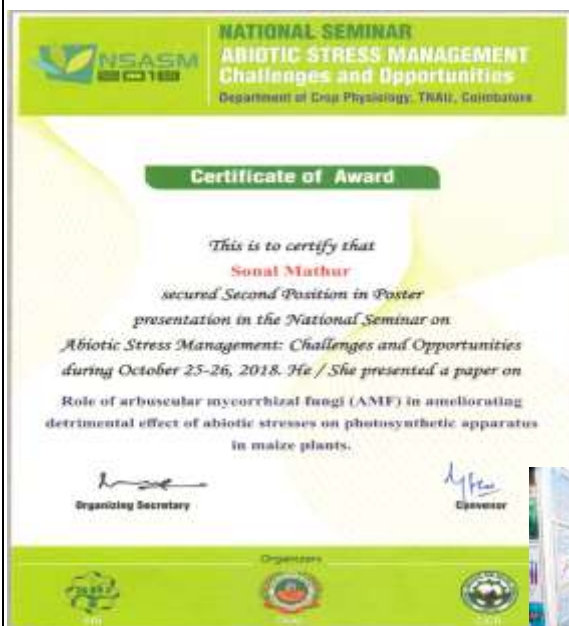 NSASM
2018
NATIONAL SEMINAR
ABIOTIC STRESS MANAGEMENT
Challenges and Opportunities
Department of Crop Physiology, TNAU, Coimbatore
Certificate of Award
This is to certify that
Sonal Mathur
secured Second Position in Poster
presentation in the National Seminar on
Abiotic Stress Management: Challenges and Opportunities
during October 25-26, 2018. He / She presented a paper on
Role of arbuscular mycorrhizal fungi (AMF) in ameliorating
detrimental effect of abiotic stresses on photosynthetic apparatus
in maize plants.
Organizing Secretary
Convenor
Organizers